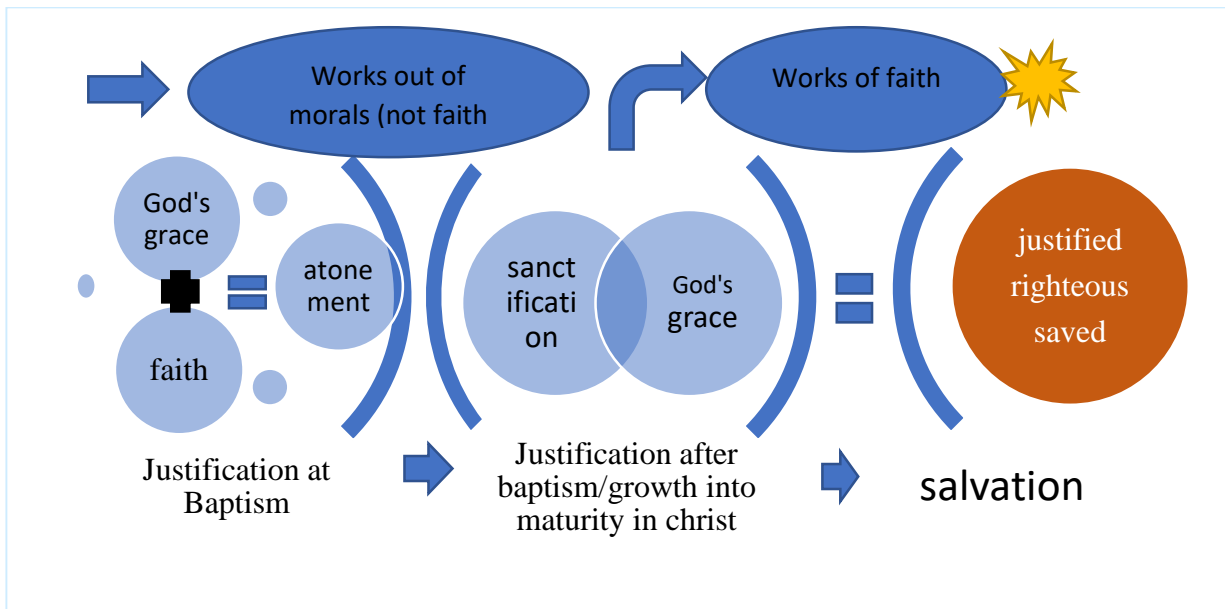 Works out of
morals (not faith
Works of faith
God's
grace
faith
atone
ment
sanct
ificati
on
God's
grace
justified
righteous
saved
Justification at
Baptism
Justification after
baptism/growth into
maturity in christ
salvation